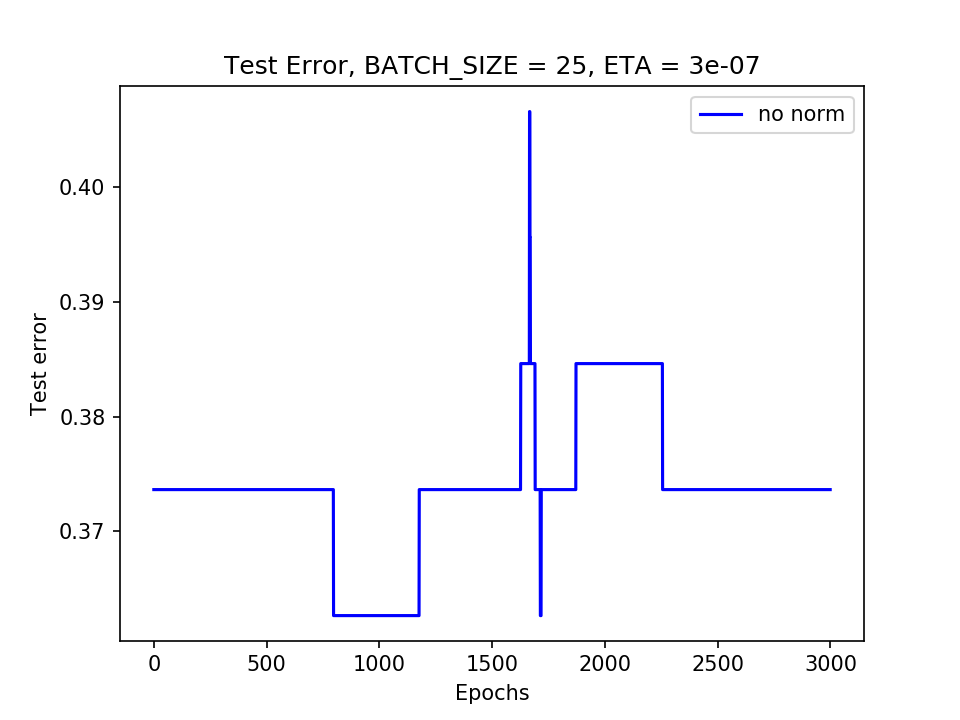 Test Error, BATCH_SIZE = 25, ETA = 3e-07
no norm
0.40
0.39
0.38
0.37
Test error
0 500 1000 1500 2000 2500 3000
Epochs